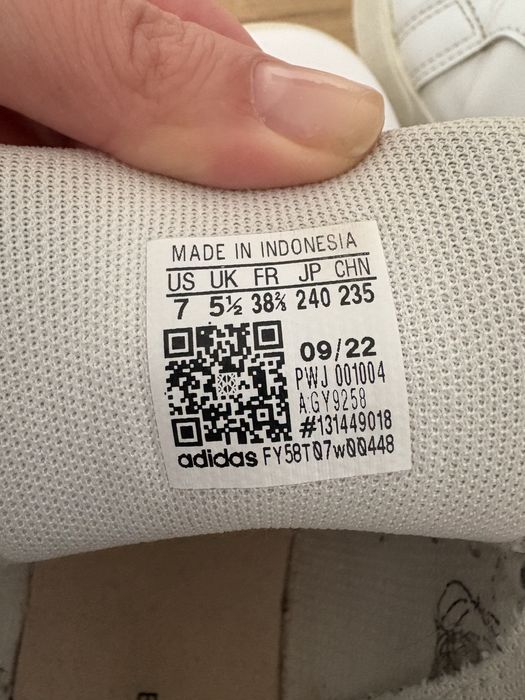 MADE IN INDONESIA
US UK FR JP CHN
7 5½ 38⅔ 240 235
09/22
PWJ 001004
A:GY9258
#131449018
adidas FY58T07w00448